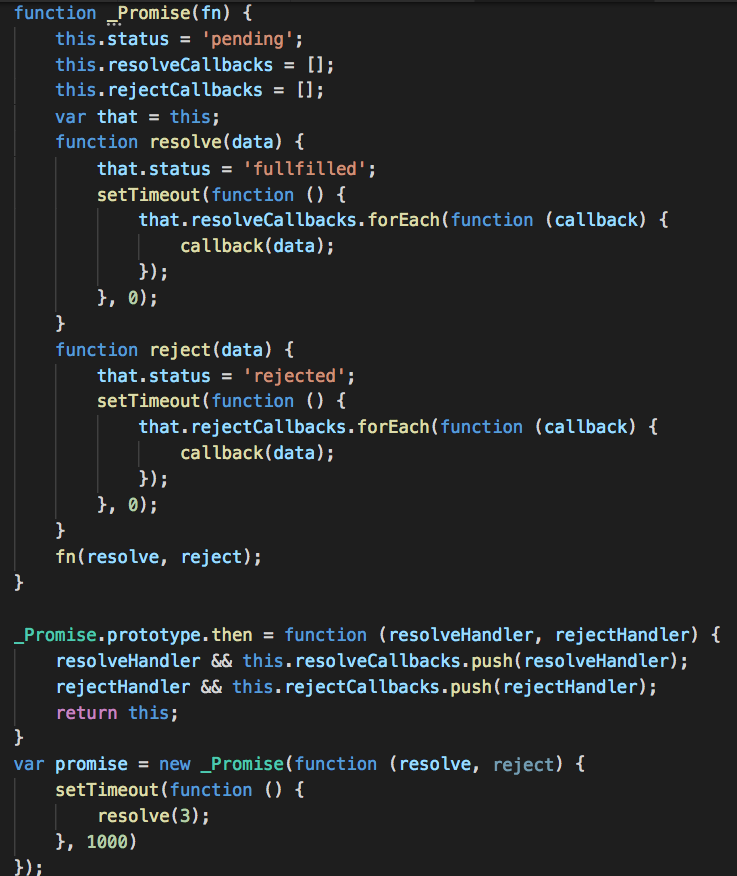 function _Promise(fn) {
    this.status = 'pending';
    this.resolveCallbacks = [];
    this.rejectCallbacks = [];
    var that = this;
    function resolve(data) {
        that.status = 'fullfilled';
        setTimeout(function () {
            that.resolveCallbacks.forEach(function (callback) {
                callback(data);
            });
        }, 0);
    }
    function reject(data) {
        that.status = 'rejected';
        setTimeout(function () {
            that.rejectCallbacks.forEach(function (callback) {
                callback(data);
            });
        }, 0);
    }
    fn(resolve, reject);
}

_Promise.prototype.then = function (resolveHandler, rejectHandler) {
    resolveHandler && this.resolveCallbacks.push(resolveHandler);
    rejectHandler && this.rejectCallbacks.push(rejectHandler);
    return this;
}
var promise = new _Promise(function (resolve, reject) {
    setTimeout(function () {
        resolve(3);
    }, 1000)
});